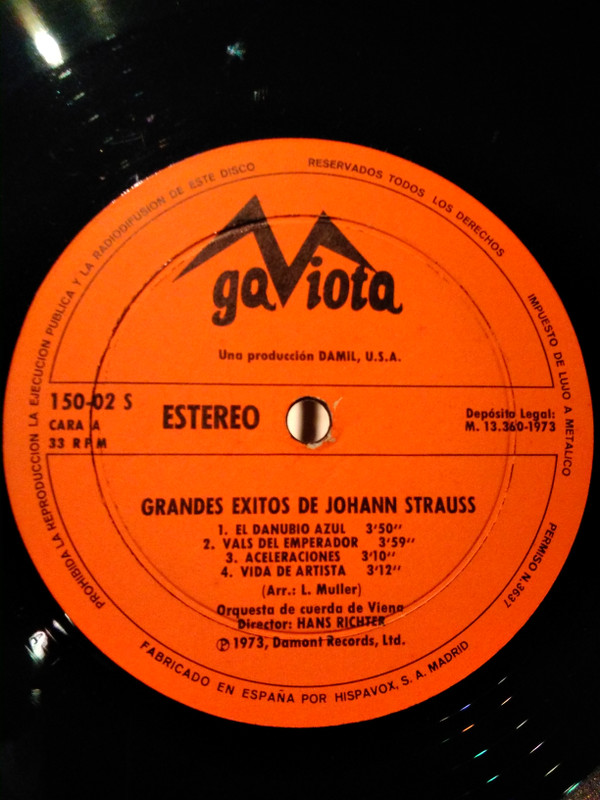 PROHIBIDA LA REPRODUCCION LA EJECUCION PUBLICA Y LA RADIODIFUSION DE ESTE DISCO
RESERVADOS TODOS LOS DERECHOS
IMPUESTO DE LUJO A METALICO
PERMISO N.3637
gaviota
Una producción DAMIL, U.S.A.
150-02 S
CARA A
33 RPM
ESTEREO
Depósito Legal:
M. 13.360-1973
GRANDES EXITOS DE JOHANN STRAUSS
1. EL DANUBIO AZUL 3'50''
2. VALS DEL EMPERADOR 3'59''
3. ACELERACIONES 3'10''
4. VIDA DE ARTISTA 3'12''
(Arr.: L. Muller)
Orquesta de cuerda de Viena
Director: HANS RICHTER
Ⓟ 1973, Damont Records, Ltd.
FABRICADO EN ESPAÑA POR HISPAVOX, S. A. MADRID